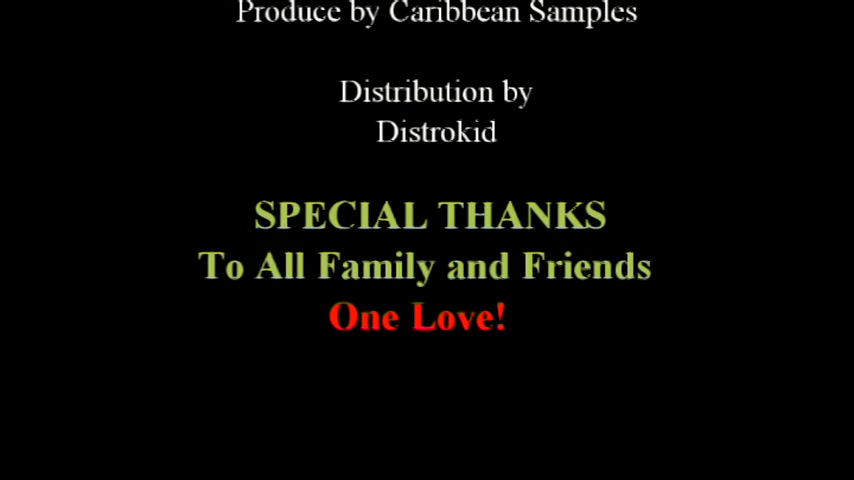 Produce by Caribbean Samples
Distribution by
Distrokid
SPECIAL THANKS
To All Family and Friends
One Love!